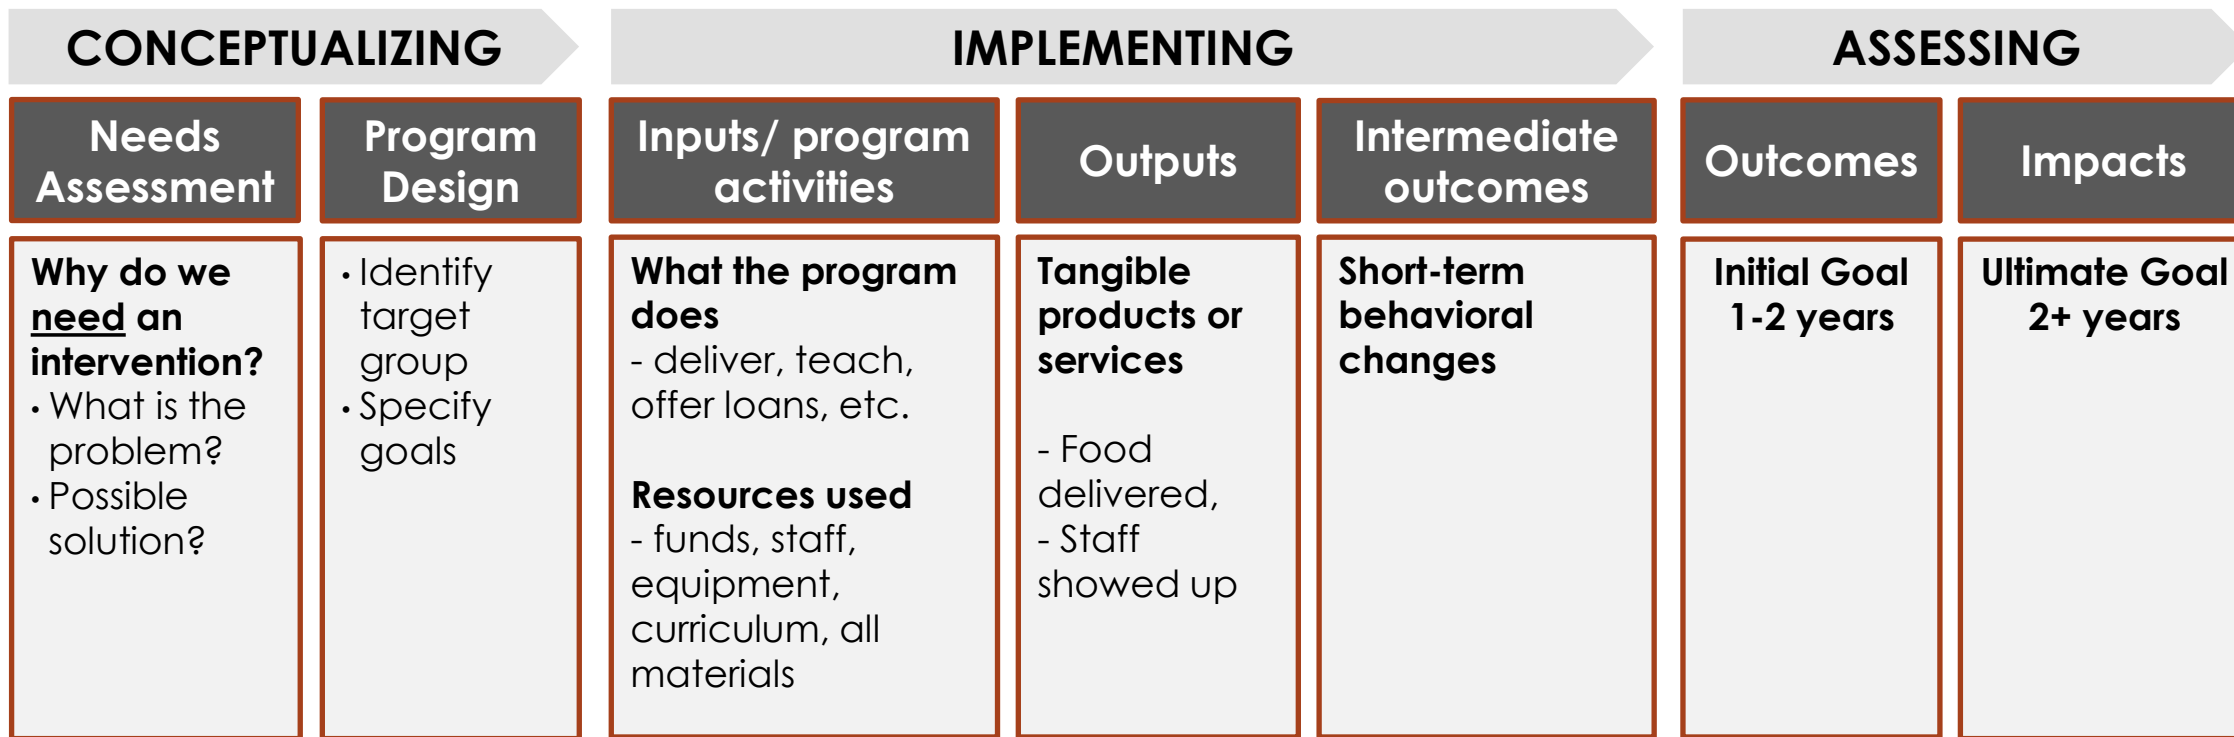 CONCEPTUALIZING
IMPLEMENTING
ASSESSING
Needs
Assessment
Program
Design
Inputs/ program
activities
Outputs
Intermediate
outcomes
Outcomes
Impacts
Why do we
need an
intervention?
• What is the
problem?
• Possible
solution?
• Identify
target
group
• Specify
goals
What the program
does
- deliver, teach,
offer loans, etc.
Resources used
- funds, staff,
equipment,
curriculum, all
materials
Tangible
products or
services
- Food
delivered,
- Staff
showed up
Short-term
behavioral
changes
Initial Goal
1-2 years
Ultimate Goal
2+ years